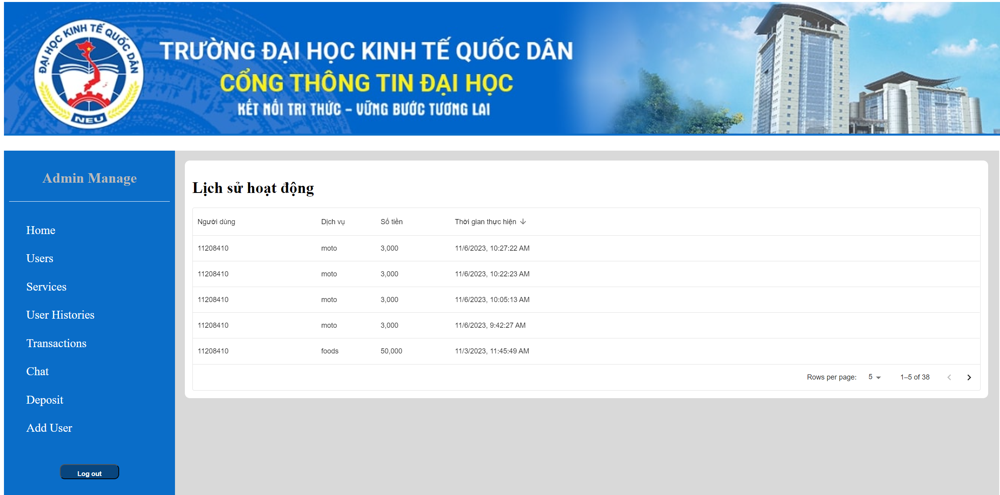 ĐẠI HỌC KINH TẾ QUỐC DÂN
NEU
TRƯỜNG ĐẠI HỌC KINH TẾ QUỐC DÂN
CỔNG THÔNG TIN ĐẠI HỌC
KẾT NỐI TRI THỨC – VỮNG BƯỚC TƯƠNG LAI
Admin Manage
Home
Users
Services
User Histories
Transactions
Chat
Deposit
Add User
Log out
Lịch sử hoạt động
Người dùng Dịch vụ Số tiền Thời gian thực hiện
11208410 moto 3,000 11/6/2023, 10:27:22 AM
11208410 moto 3,000 11/6/2023, 10:22:23 AM
11208410 moto 3,000 11/6/2023, 10:05:13 AM
11208410 moto 3,000 11/6/2023, 9:42:27 AM
11208410 foods 50,000 11/3/2023, 11:45:49 AM
Rows per page: 5 1–5 of 38